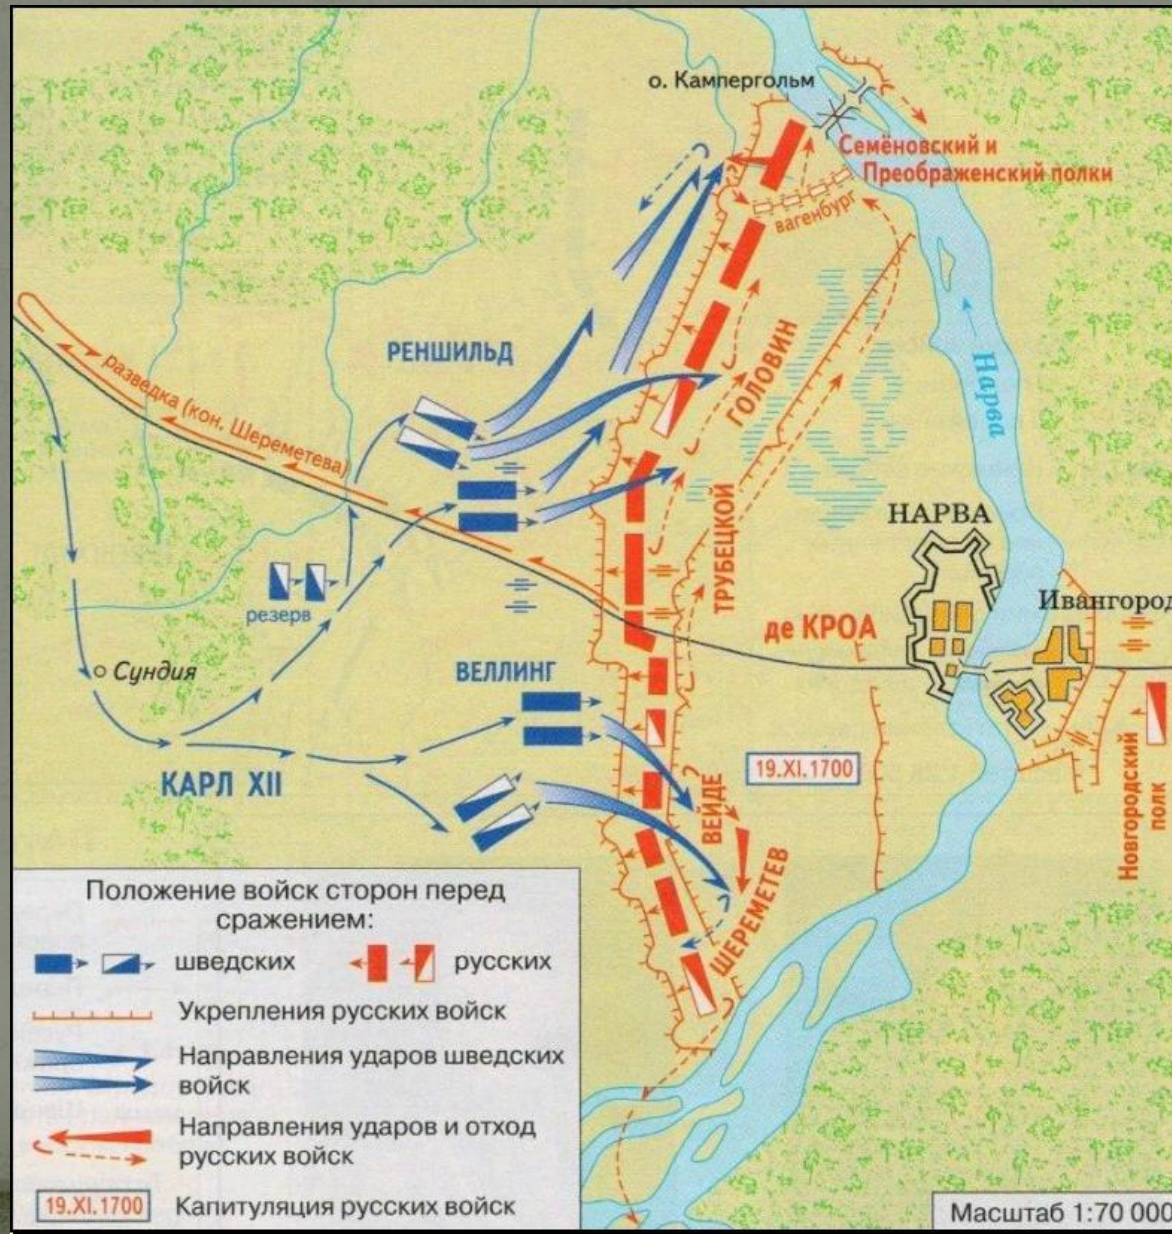 о. Кампергольм
Семёновский и
Преображенский полки
вагенбург
РЕНШИЛЬД
разведка (кон. Шереметева)
ГОЛОВИН
Нарва
ТРУБЕЦКОЙ
НАРВА
резерв
Ивангород
де КРОА
Сундия
ВЕЛЛИНГ
КАРЛ XII
19.XI.1700
ВЕЙДЕ
Новгородский
полк
ШЕРЕМЕТЕВ
Положение войск сторон перед
сражением:
шведских
русских
Укрепления русских войск
Направления ударов шведских
войск
Направления ударов и отход
русских войск
19.XI.1700
Капитуляция русских войск
Масштаб 1:70 000